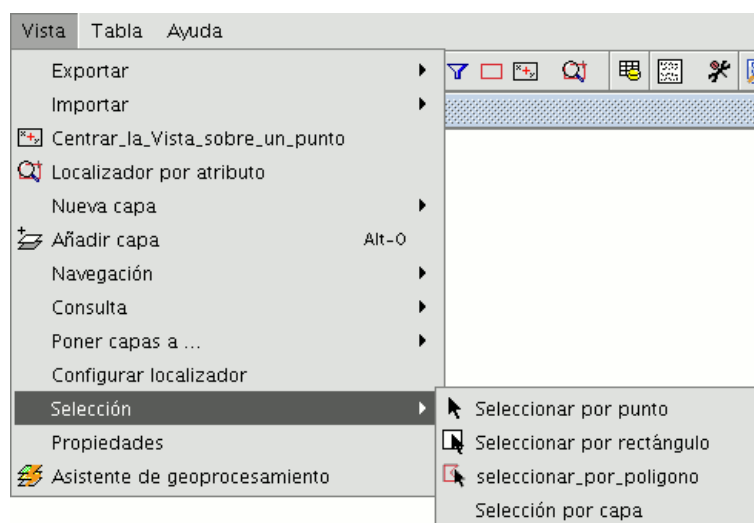 Vista Tabla Ayuda
Exportar
Importar
Centrar_la_Vista_sobre_un_punto
Localizador por atributo
Nueva capa
Añadir capa Alt-O
Navegación
Consulta
Poner capas a ...
Configurar localizador
Selección
Seleccionar por punto
Propiedades
Seleccionar por rectángulo
Asistente de geoprocesamiento
seleccionar_por_poligono
Selección por capa